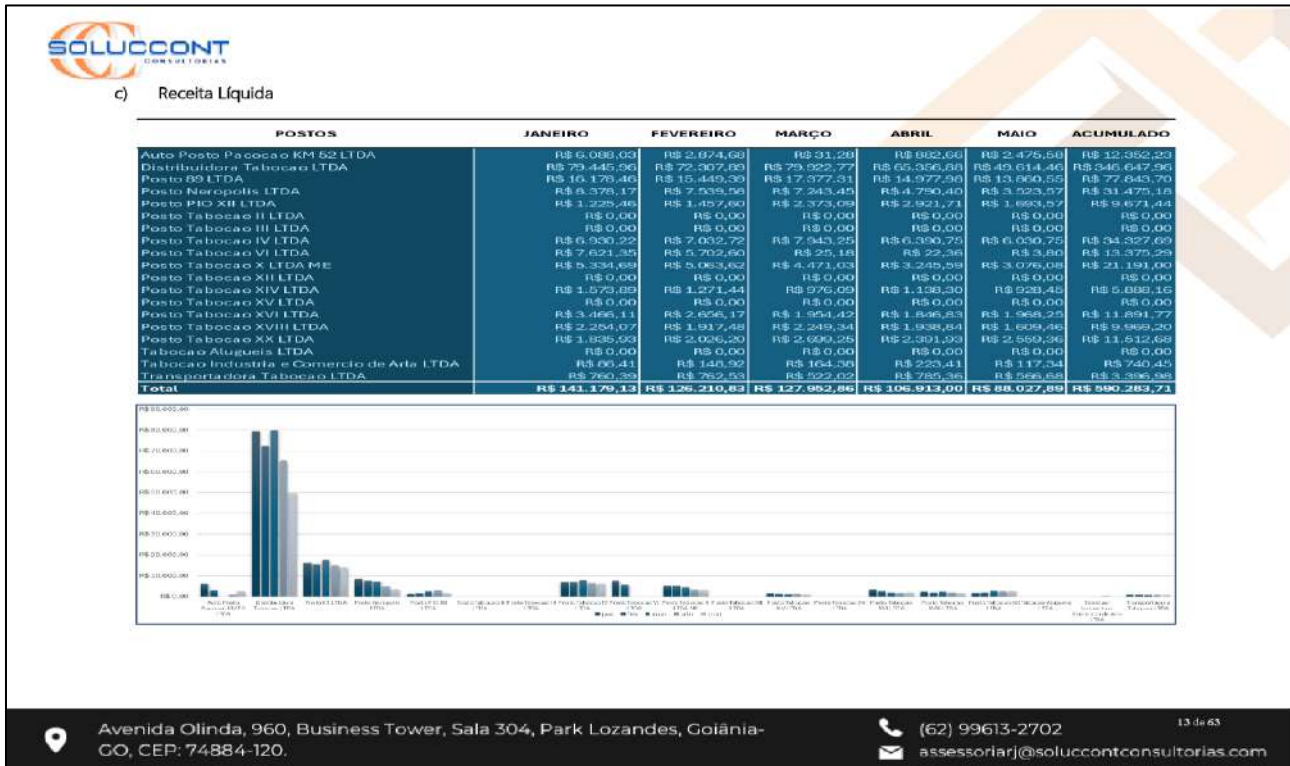 SOLUCCONT
CONSULTORIAS
c) Receita Líquida
POSTOS JANEIRO FEVEREIRO MARÇO ABRIL MAIO ACUMULADO
Auto Posto Pacocao KM 52 LTDA R$ 6.088,03 R$ 2.874,68 R$ 31,28 R$ 882,66 R$ 2.475,58 R$ 12.352,23
Distribuidora Tabocao LTDA R$ 79.445,96 R$ 72.307,89 R$ 79.922,77 R$ 65.356,88 R$ 49.614,46 R$ 346.647,96
Posto 89 LTDA R$ 16.178,46 R$ 15.449,39 R$ 17.377,31 R$ 14.977,98 R$ 13.860,55 R$ 77.843,70
Posto Neropolis LTDA R$ 8.378,17 R$ 7.539,58 R$ 7.243,45 R$ 4.790,40 R$ 3.523,57 R$ 31.475,18
Posto PIO XII LTDA R$ 1.225,46 R$ 1.457,60 R$ 2.373,09 R$ 2.921,71 R$ 1.693,57 R$ 9.671,44
Posto Tabocao II LTDA R$ 0,00 R$ 0,00 R$ 0,00 R$ 0,00 R$ 0,00 R$ 0,00
Posto Tabocao III LTDA R$ 0,00 R$ 0,00 R$ 0,00 R$ 0,00 R$ 0,00 R$ 0,00
Posto Tabocao IV LTDA R$ 6.930,22 R$ 7.032,72 R$ 7.943,25 R$ 6.390,75 R$ 6.030,75 R$ 34.327,69
Posto Tabocao VI LTDA R$ 7.621,35 R$ 5.702,60 R$ 25,18 R$ 22,36 R$ 3,80 R$ 13.375,29
Posto Tabocao X LTDA ME R$ 5.334,69 R$ 5.063,62 R$ 4.471,03 R$ 3.245,59 R$ 3.076,08 R$ 21.191,00
Posto Tabocao XII LTDA R$ 0,00 R$ 0,00 R$ 0,00 R$ 0,00 R$ 0,00 R$ 0,00
Posto Tabocao XIV LTDA R$ 1.573,89 R$ 1.271,44 R$ 976,09 R$ 1.138,30 R$ 928,45 R$ 5.888,16
Posto Tabocao XV LTDA R$ 0,00 R$ 0,00 R$ 0,00 R$ 0,00 R$ 0,00 R$ 0,00
Posto Tabocao XVI LTDA R$ 3.466,11 R$ 2.656,17 R$ 1.954,42 R$ 1.846,83 R$ 1.968,25 R$ 11.891,77
Posto Tabocao XVIII LTDA R$ 2.254,07 R$ 1.917,48 R$ 2.249,34 R$ 1.938,84 R$ 1.609,46 R$ 9.969,20
Posto Tabocao XX LTDA R$ 1.835,93 R$ 2.026,20 R$ 2.699,25 R$ 2.391,93 R$ 2.559,36 R$ 11.512,68
Tabocao Alugueis LTDA R$ 0,00 R$ 0,00 R$ 0,00 R$ 0,00 R$ 0,00 R$ 0,00
Tabocao Industria e Comercio de Arla LTDA R$ 86,41 R$ 148,92 R$ 164,38 R$ 223,41 R$ 117,34 R$ 740,45
Transportadora Tabocao LTDA R$ 760,39 R$ 762,53 R$ 522,02 R$ 785,36 R$ 566,68 R$ 3.396,98
Total R$ 141.179,13 R$ 126.210,83 R$ 127.952,86 R$ 106.913,00 R$ 88.027,89 R$ 590.283,71
Avenida Olinda, 960, Business Tower, Sala 304, Park Lozandes, Goiânia-
GO, CEP: 74884-120.
(62) 99613-2702
assessoriarj@soluccontconsultorias.com
13 de 63